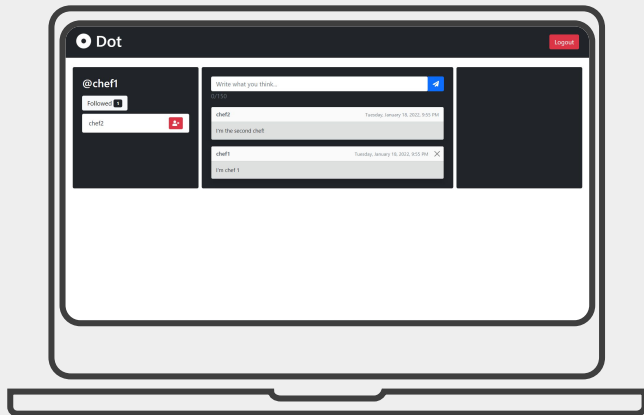 Dot
Logout
@chef1
Followed 1
chef2
Write what you think...
0/150
chef2 Tuesday, January 18, 2022, 9:55 PM
I'm the second chef!
chef1 Tuesday, January 18, 2022, 9:55 PM
I'm chef 1